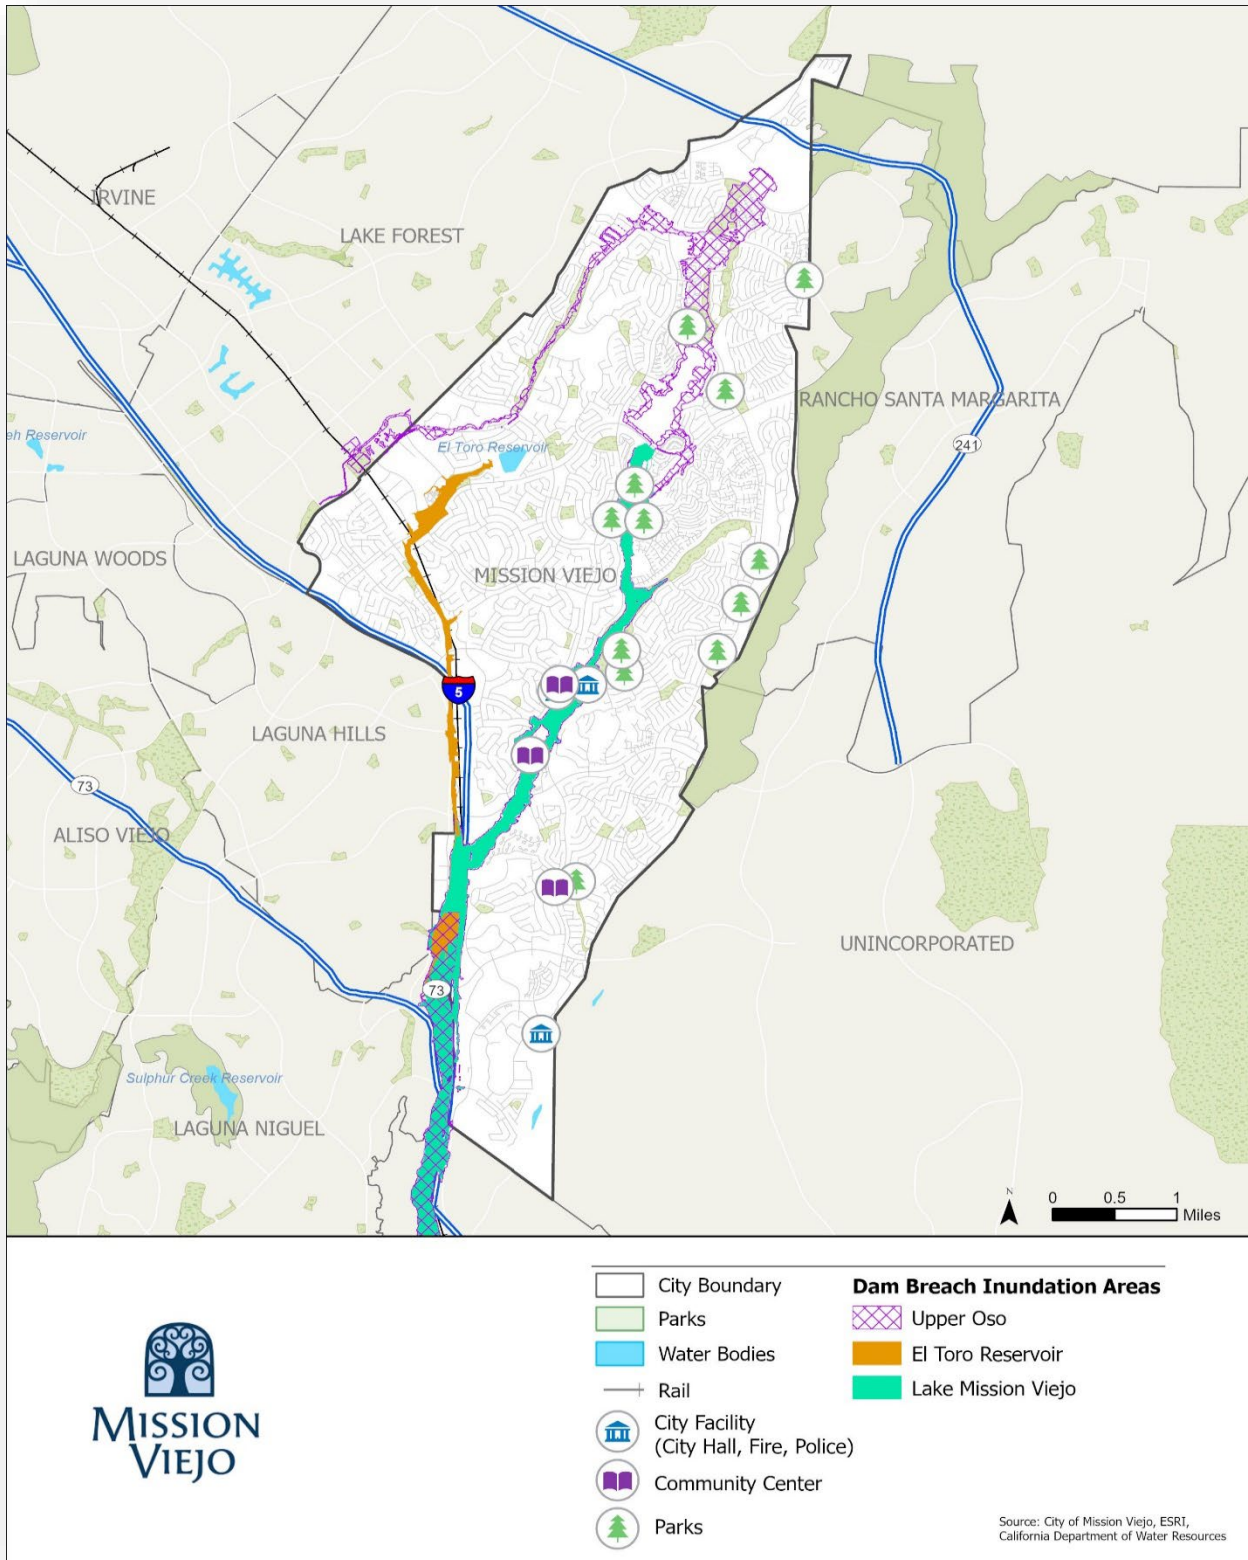 IRVINE
LAKE FOREST
eh Reservoir
El Toro Reservoir
RANCHO SANTA MARGARITA
241
LAGUNA WOODS
MISSION VIEJO
5
LAGUNA HILLS
73
ALISO VIEJO
UNINCORPORATED
73
Sulphur Creek Reservoir
LAGUNA NIGUEL
N
0 0.5 1
Miles
City Boundary
Parks
Water Bodies
Rail
City Facility
(City Hall, Fire, Police)
Community Center
Parks
Dam Breach Inundation Areas
Upper Oso
El Toro Reservoir
Lake Mission Viejo
MISSION
VIEJO
Source: City of Mission Viejo, ESRI,
California Department of Water Resources